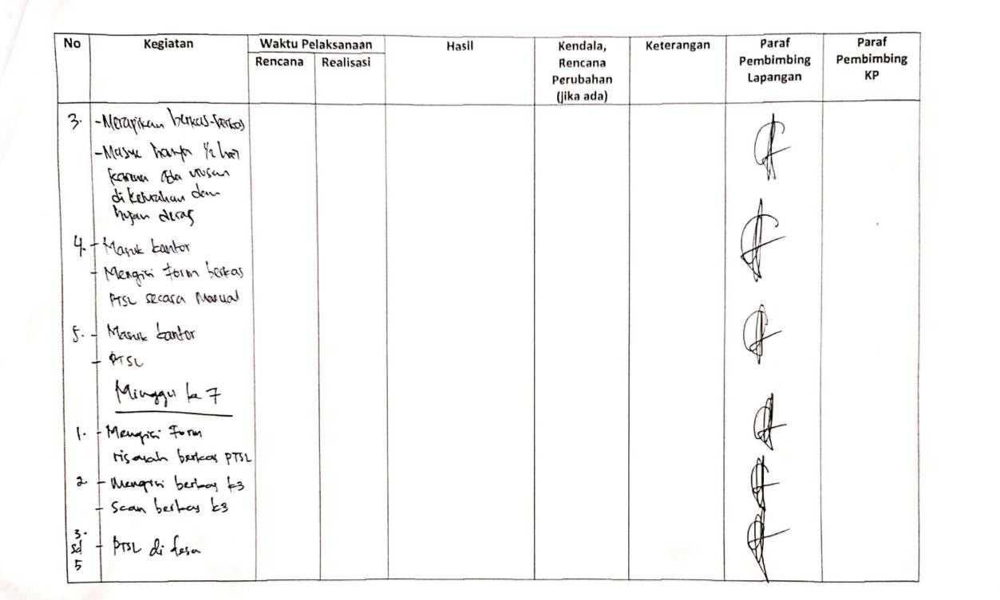 No Kegiatan Waktu Pelaksanaan Hasil Kendala, Rencana Perubahan (jika ada) Keterangan Paraf Pembimbing Lapangan Paraf Pembimbing KP
Rencana Realisasi
3. -Merapikan berkas-berkas
-Masuk hanya 1/2 hari
karena ada urusan
di kelurahan dan
hujan deras
4. - Masuk kantor
- Mengisi form berkas
PTSL secara manual
5. - Masuk kantor
- PTSL
Minggu ke 7
1. - Mengisi Form
risalah berkas PTSL
2. - Mengisi berkas k3
- Scan berkas k3
3.
sd - PTSL di desa
5